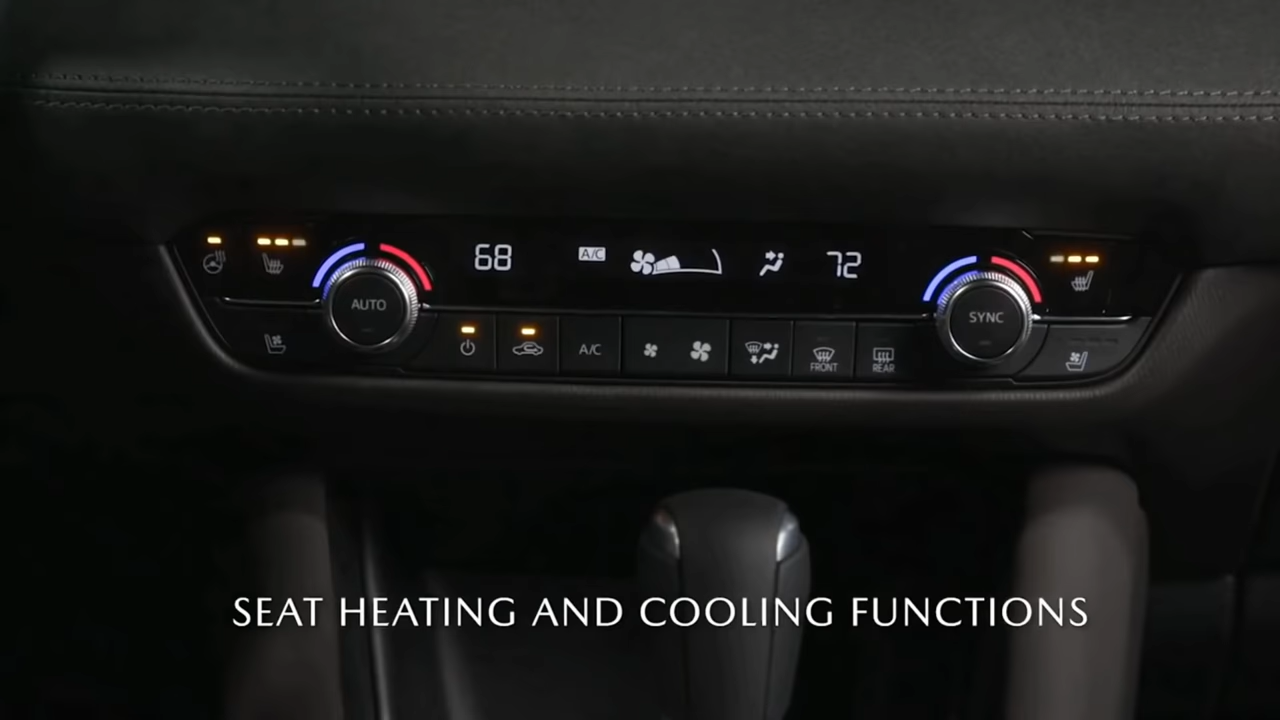 68 A/C 72
AUTO
SYNC
A/C
FRONT
REAR
SEAT HEATING AND COOLING FUNCTIONS